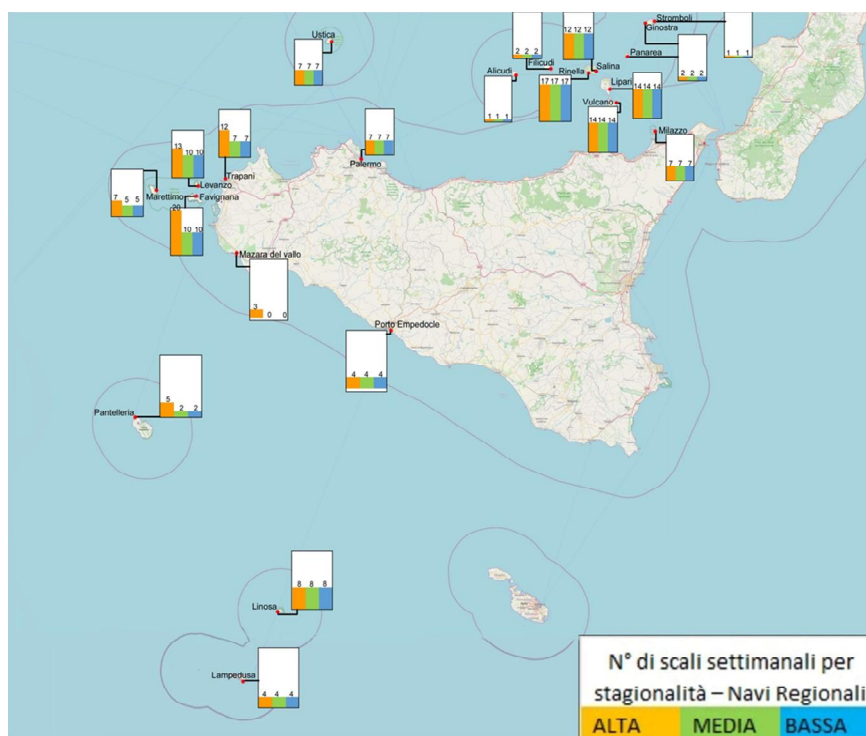 Stromboli
Ginostra
1 1 1
Ustica
7 7 7
2 2 2
Filicudi
12 12 12
Panarea
2 2 2
Alicudi
1 1 1
Rinella
17 17 17
Salina
Lipari
14 14 14
Vulcano
14 14 14
Milazzo
7 7 7
12 7 7
Trapani
7 7 7
Palermo
13 10 10
Levanzo
Marettimo
7 5 5
Favignana
20 10 10
Mazara del vallo
3 0 0
Porto Empedocle
4 4 4
5 2 2
Pantelleria
8 8 8
Linosa
Lampedusa
4 4 4
N° di scali settimanali per
stagionalità – Navi Regionali
ALTA MEDIA BASSA